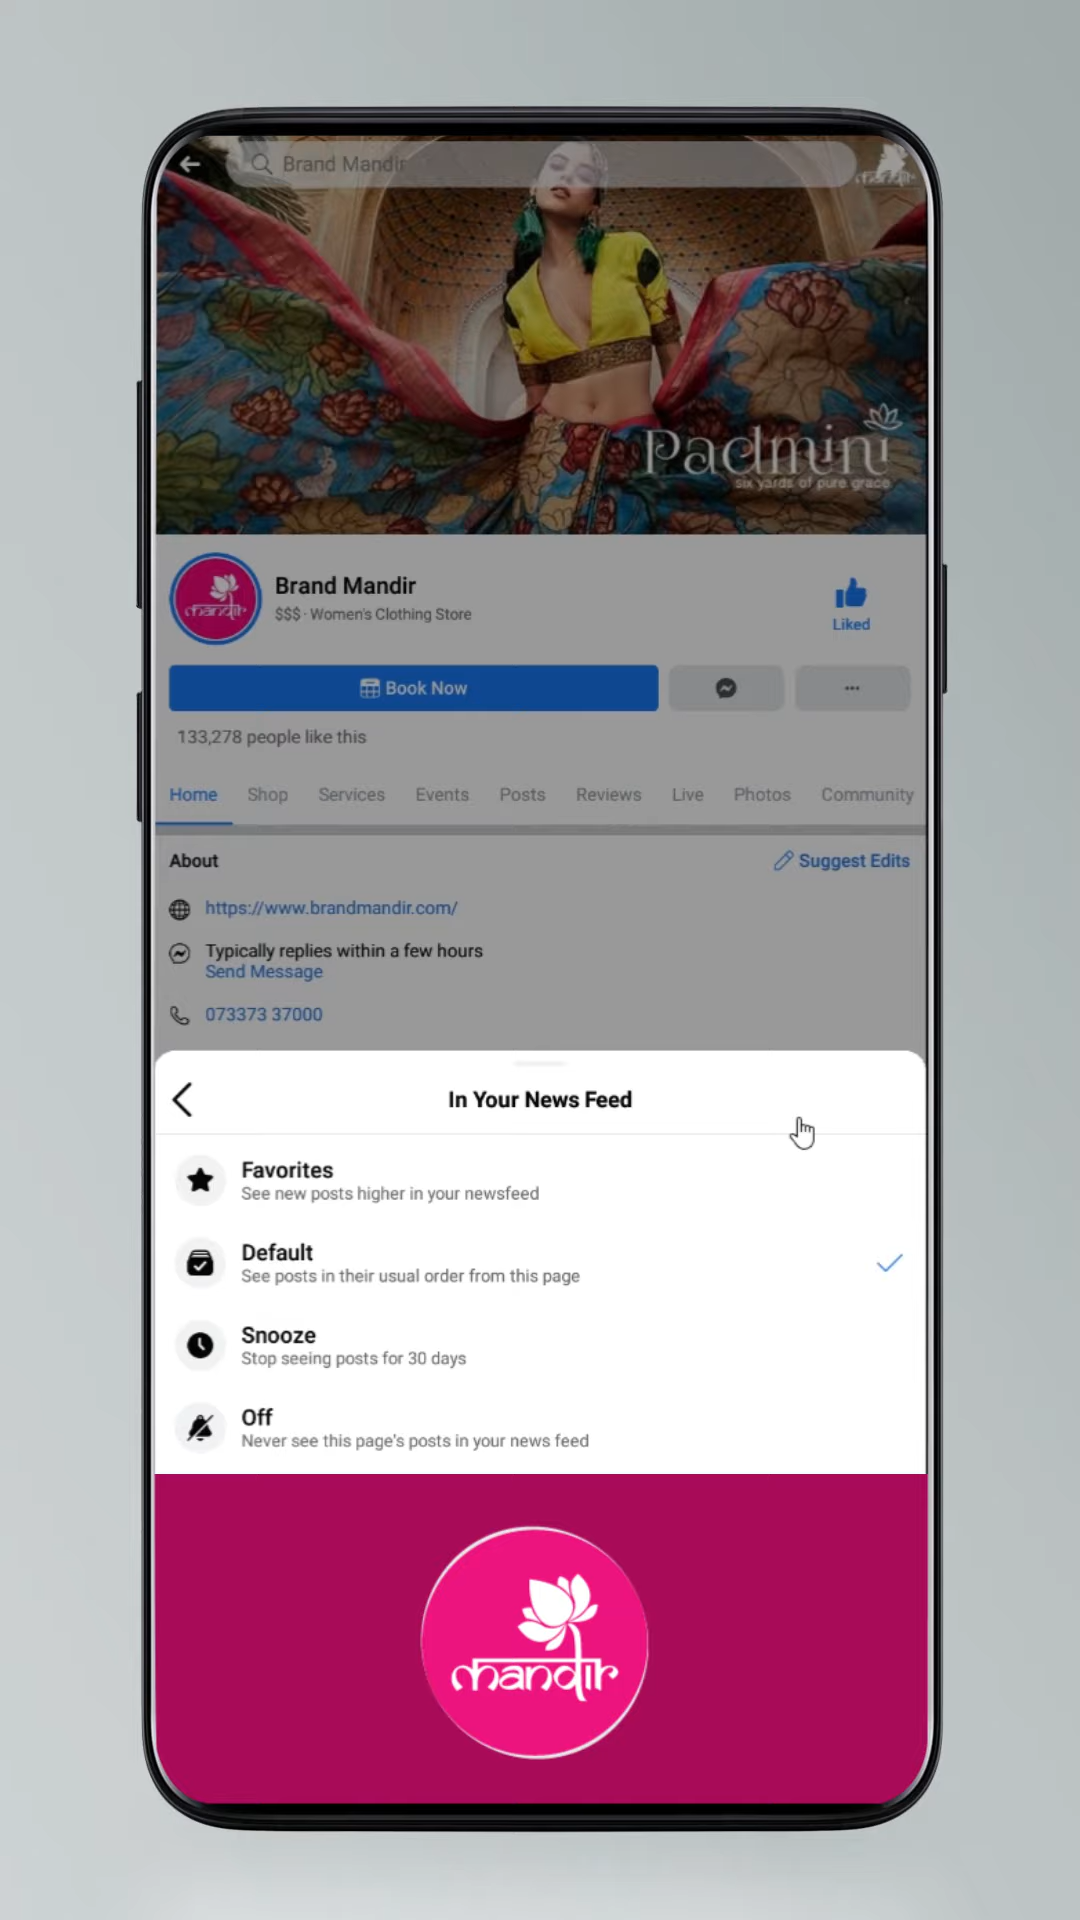 Brand Mandir
mandir
Padmini
six yards of pure grace
mandir
Brand Mandir
$$$ · Women's Clothing Store
Liked
Book Now
133,278 people like this
Home Shop Services Events Posts Reviews Live Photos Community
About
Suggest Edits
https://www.brandmandir.com/
Typically replies within a few hours
Send Message
073373 37000
In Your News Feed
Favorites
See new posts higher in your newsfeed
Default
See posts in their usual order from this page
Snooze
Stop seeing posts for 30 days
Off
Never see this page's posts in your news feed
mandir